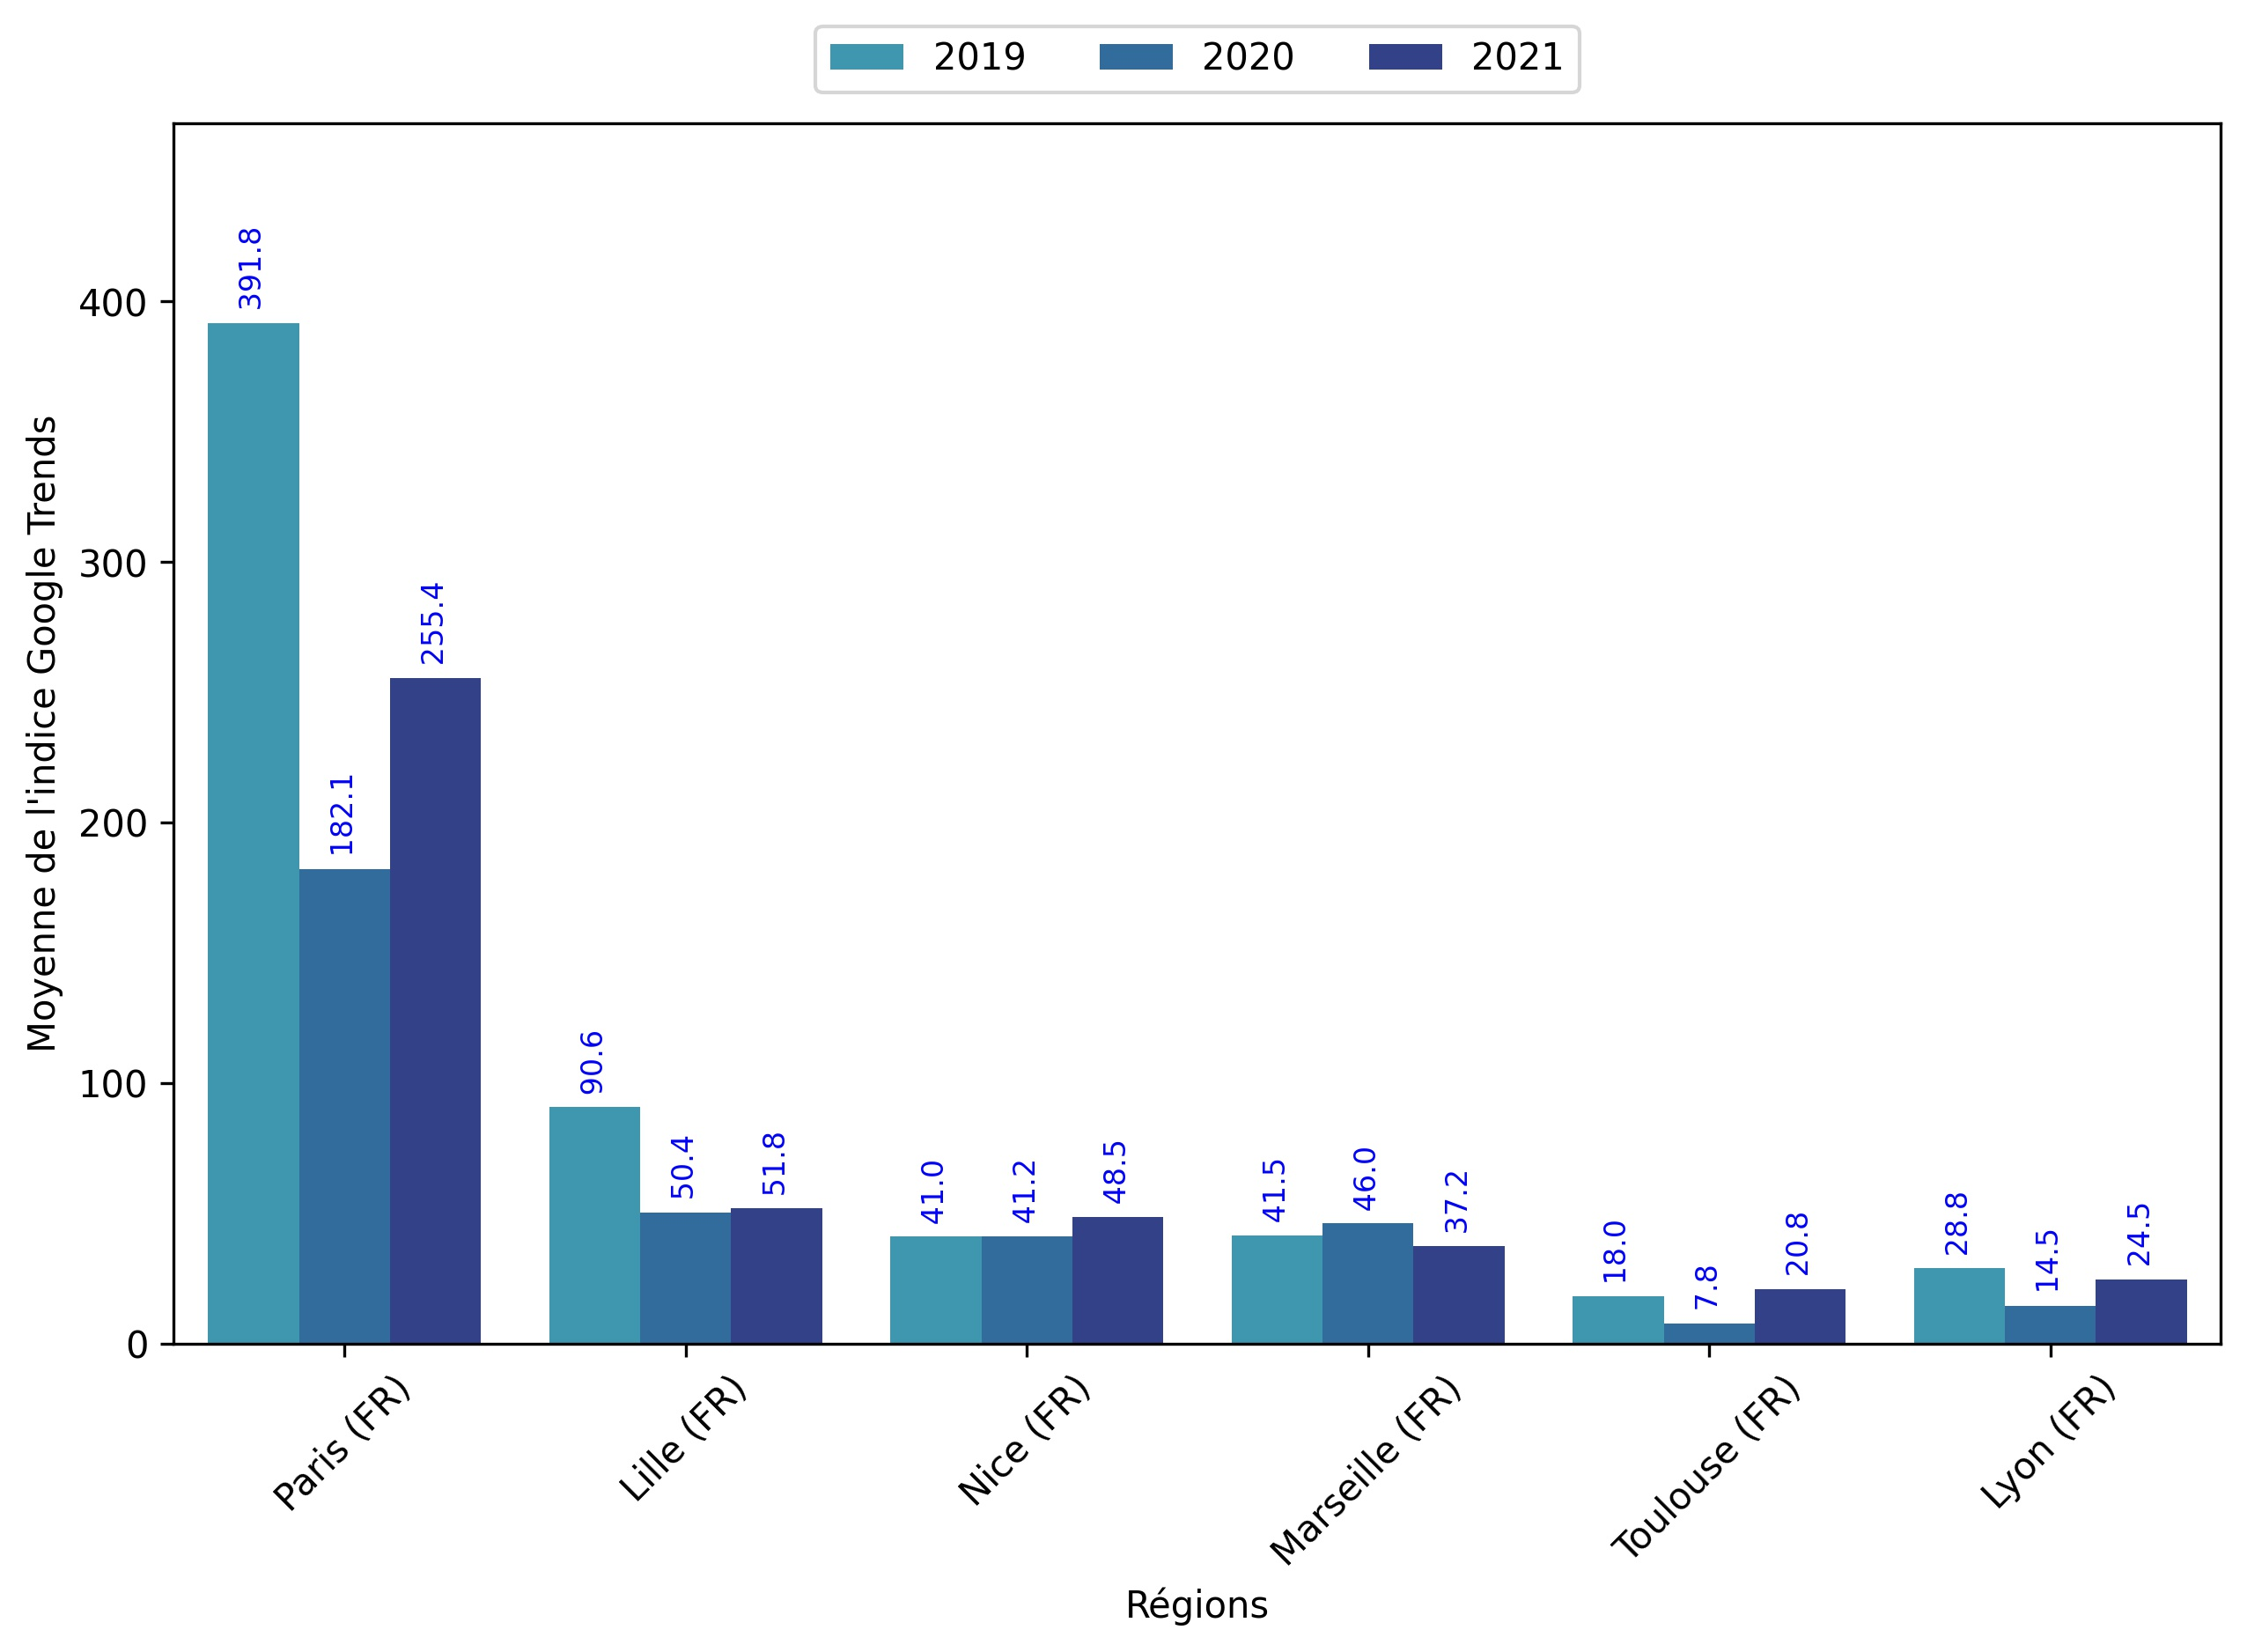 2019 2020 2021
Moyenne de l'indice Google Trends
400
300
200
100
0
391.8
182.1
255.4
90.6
50.4
51.8
41.0
41.2
48.5
41.5
46.0
37.2
18.0
7.8
20.8
28.8
14.5
24.5
Paris (FR)
Lille (FR)
Nice (FR)
Marseille (FR)
Toulouse (FR)
Lyon (FR)
Régions